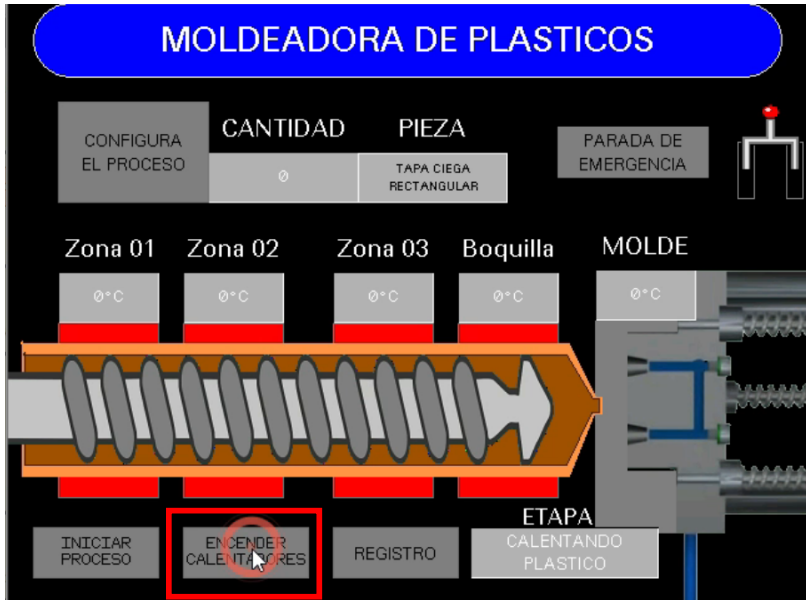 MOLDEADORA DE PLASTICOS
CONFIGURA
EL PROCESO
CANTIDAD
0
PIEZA
TAPA CIEGA
RECTANGULAR
PARADA DE
EMERGENCIA
Zona 01
Zona 02
Zona 03
Boquilla
MOLDE
0°C
0°C
0°C
0°C
0°C
INICIAR
PROCESO
ENCENDER
CALENTADORES
REGISTRO
ETAPA
CALENTANDO
PLASTICO